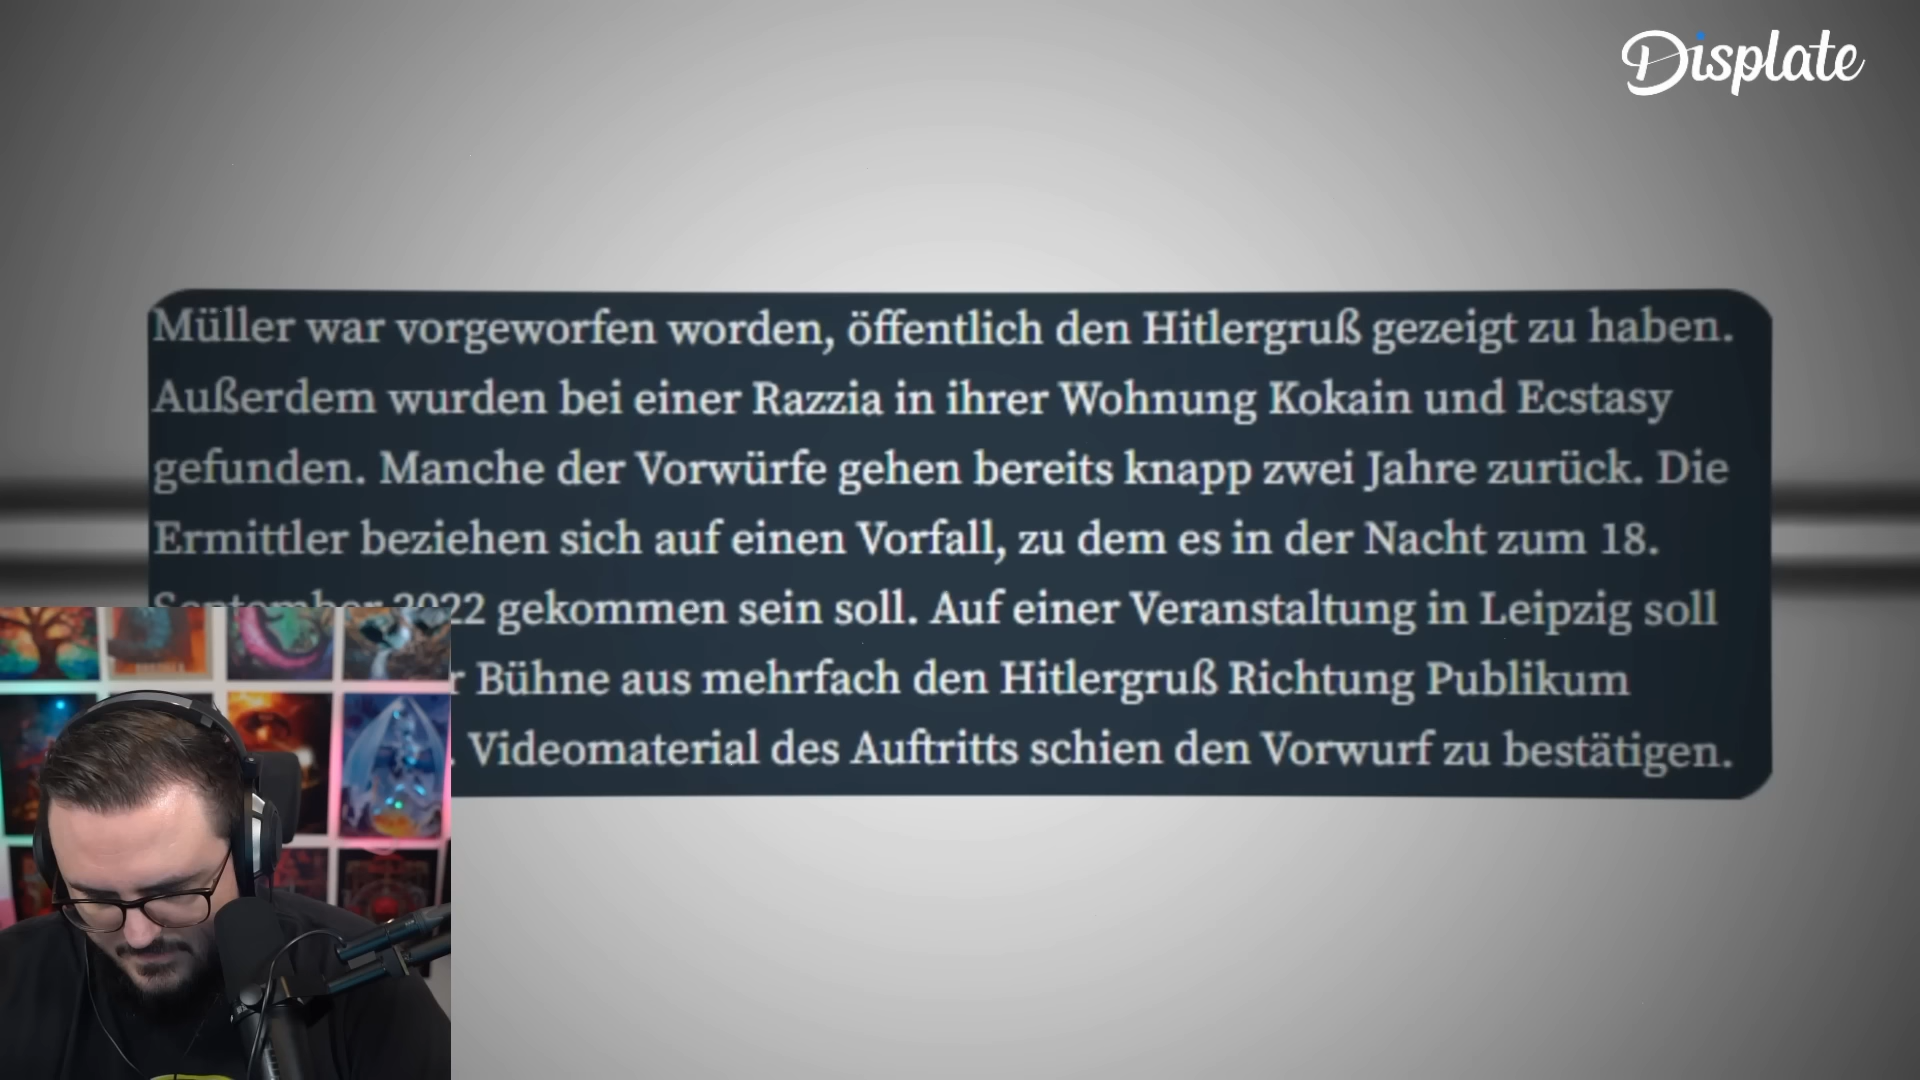 Displate
Müller war vorgeworfen worden, öffentlich den Hitlergruß gezeigt zu haben.
Außerdem wurden bei einer Razzia in ihrer Wohnung Kokain und Ecstasy
gefunden. Manche der Vorwürfe gehen bereits knapp zwei Jahre zurück. Die
Ermittler beziehen sich auf einen Vorfall, zu dem es in der Nacht zum 18.
September 2022 gekommen sein soll. Auf einer Veranstaltung in Leipzig soll
Bühne aus mehrfach den Hitlergruß Richtung Publikum
. Videomaterial des Auftritts schien den Vorwurf zu bestätigen.